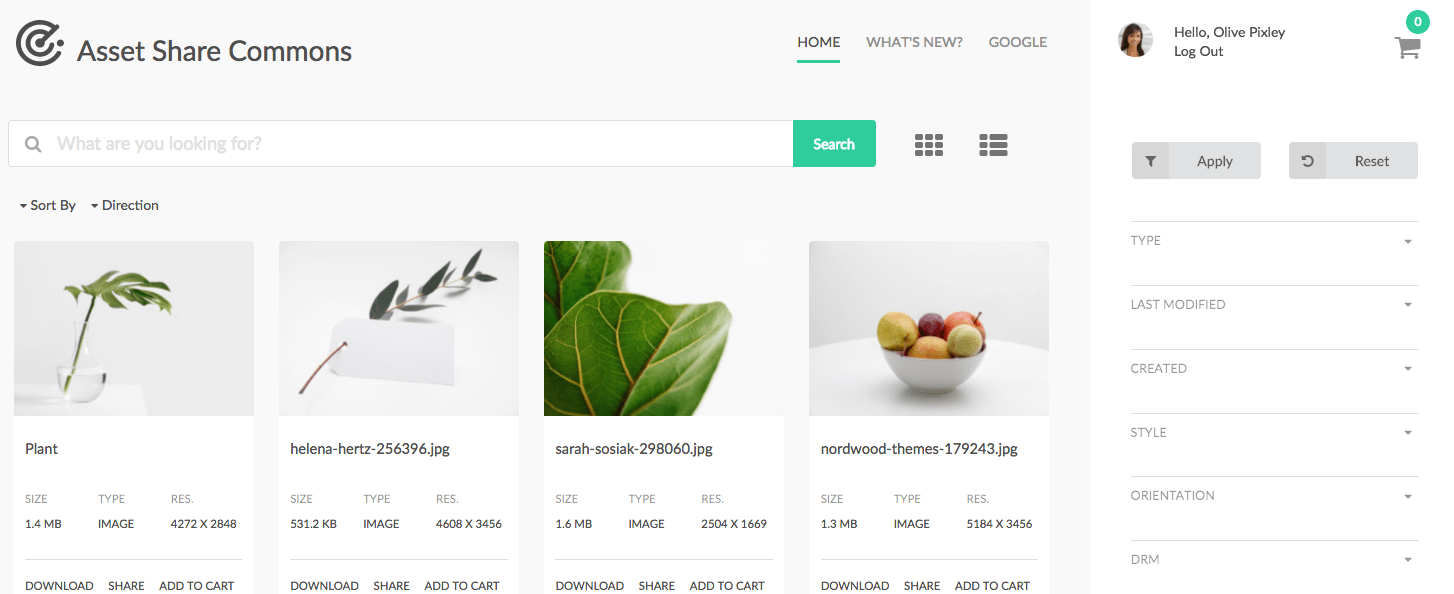 Asset Share Commons
HOME WHAT'S NEW? GOOGLE
Hello, Olive Pixley
Log Out
0
What are you looking for?
Search
Apply
Reset
Sort By Direction
Plant
SIZE TYPE RES.
1.4 MB IMAGE 4272 X 2848
DOWNLOAD SHARE ADD TO CART
helena-hertz-256396.jpg
SIZE TYPE RES.
531.2 KB IMAGE 4608 X 3456
DOWNLOAD SHARE ADD TO CART
sarah-sosiak-298060.jpg
SIZE TYPE RES.
1.6 MB IMAGE 2504 X 1669
DOWNLOAD SHARE ADD TO CART
nordwood-themes-179243.jpg
SIZE TYPE RES.
1.3 MB IMAGE 5184 X 3456
DOWNLOAD SHARE ADD TO CART
TYPE
LAST MODIFIED
CREATED
STYLE
ORIENTATION
DRM